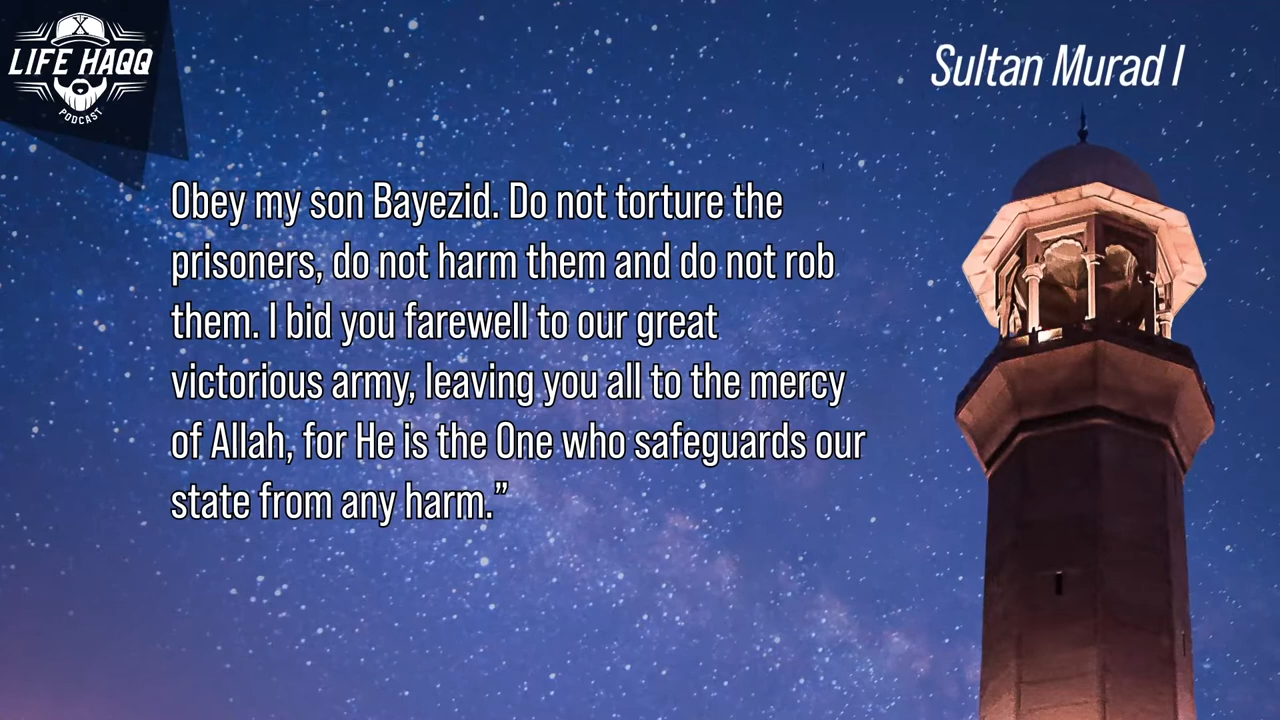 LIFE HAQQ
PODCAST
Sultan Murad I
Obey my son Bayezid. Do not torture the
prisoners, do not harm them and do not rob
them. I bid you farewell to our great
victorious army, leaving you all to the mercy
of Allah, for He is the One who safeguards our
state from any harm.”